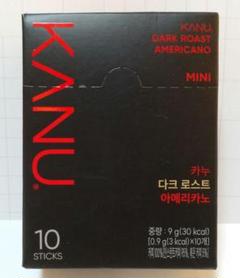 KANU
KANU
DARK ROAST
AMERICANO
MINI
카누
다크 로스트
아메리카노
10
STICKS
중량 : 9 g (30 kcal)
[0.9 g (3 kcal)×10개]